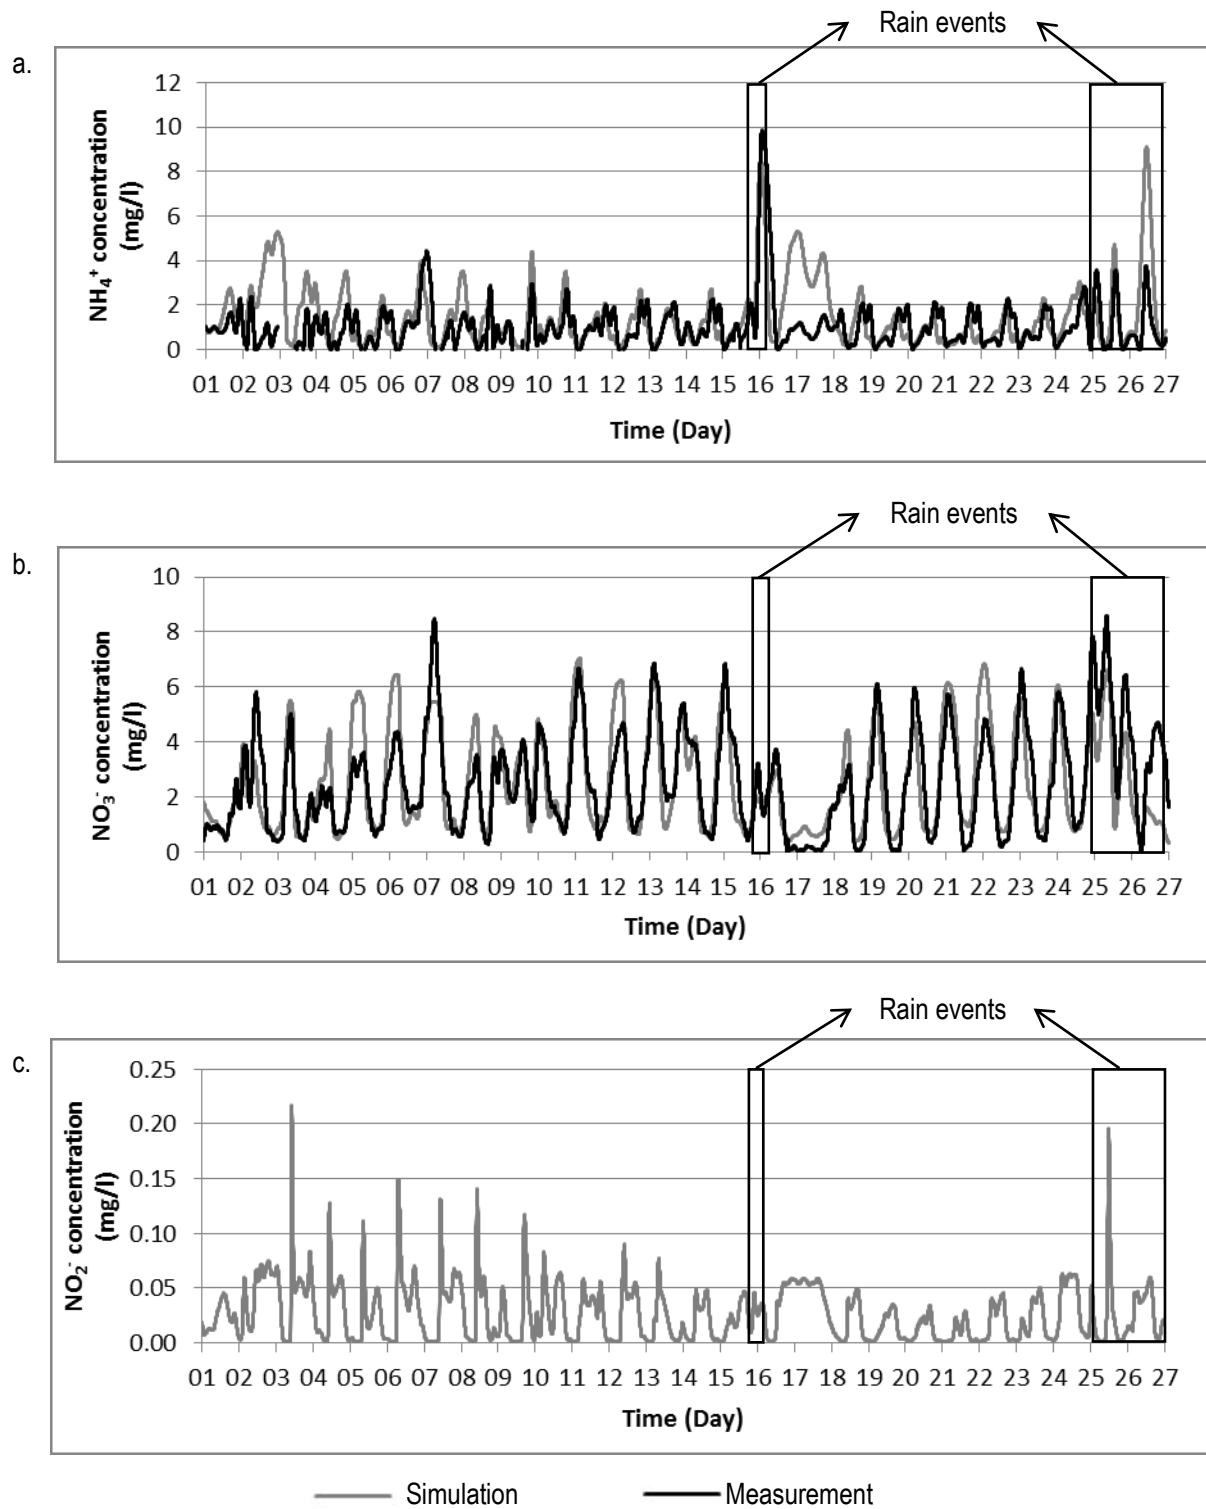 Rain events
a.
12
10
8
6
4
2
0
NH₄⁺ concentration
(mg/l)
01 02 03 04 05 06 07 07 09 10 11 12 13 14 15 16 17 18 19 20 21 22 23 24 25 26 27
Time (Day)
Rain events
b.
10
8
6
4
2
0
NO₃⁻ concentration
(mg/l)
01 02 03 04 05 06 07 08 09 10 11 12 13 14 15 16 17 18 19 20 21 22 23 24 25 26 27
Time (Day)
Rain events
c.
0.25
0.20
0.15
0.10
0.05
0.00
NO₂⁻ concentration
(mg/l)
01 02 03 04 05 06 07 08 09 10 11 12 13 14 15 16 17 18 19 20 21 22 23 24 25 26 27
Time (Day)
Simulation Measurement